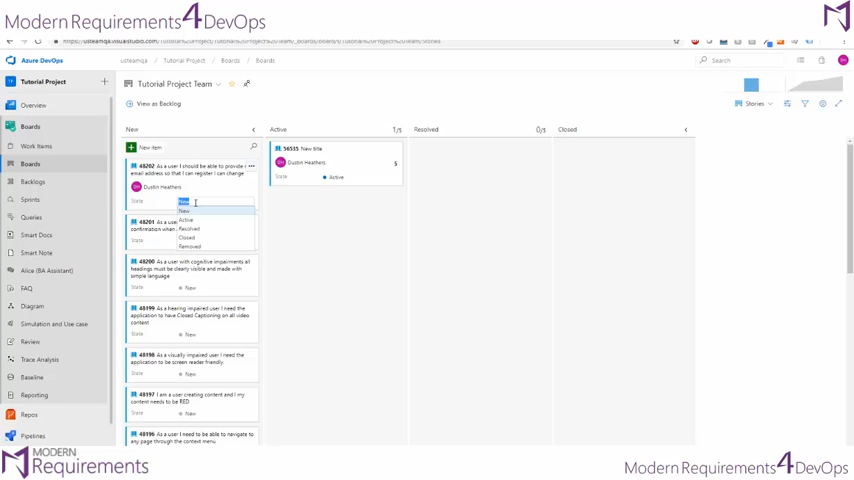 Modern Requirements4DevOps
Azure DevOps
usteamqa / Tutorial Project / Boards / Boards
Search
Tutorial Project
Tutorial Project Team
Overview
Boards
View as Backlog
Stories
Work Items
New
Active
1/5
Resolved
0/5
Closed
Boards
New item
Backlogs
48202 As a user I should be able to provide
email address so that I can register I can change
Dustin Heathers
State
New
New
Active
Resolved
Closed
Removed
56535 New title
Dustin Heathers
5
State
Active
Sprints
Queries
Smart Docs
48201 As a us
confirmation when
State
Smart Note
Alice (BA Assistant)
48200 As a user with cognitive impairments all
headings must be clearly visible and made with
simple language
State
New
FAQ
Diagram
48199 As a hearing impaired user I need the
application to have Closed Captioning on all video
content
State
New
Simulation and Use case
Review
48198 As a visually impaired user I need the
application to be screen reader friendly
State
New
Trace Analysis
Baseline
Reporting
48197 I am a user creating content and I my
content needs to be RED
State
New
Repos
Pipelines
48196 As a user I need to be able to navigate to
any page through the context menu
MODERN
Requirements
Modern Requirements4DevOps